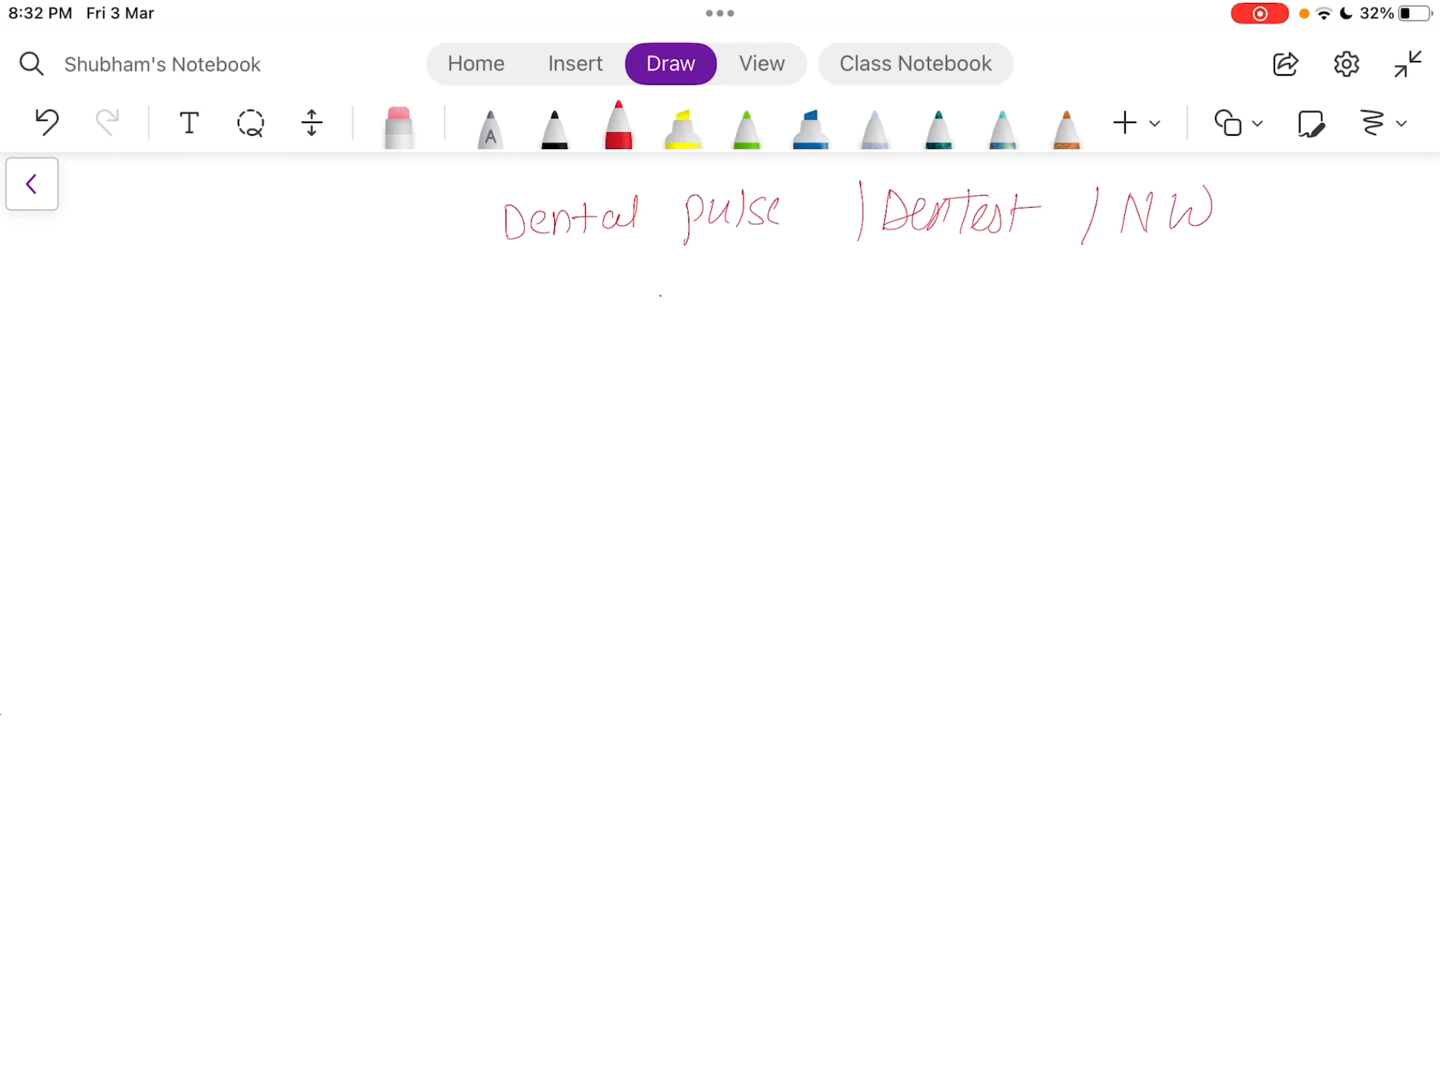 8:32 PM Fri 3 Mar 32%
Shubham's Notebook Home Insert Draw View Class Notebook
T A
Dental pulse / Dentest / NW